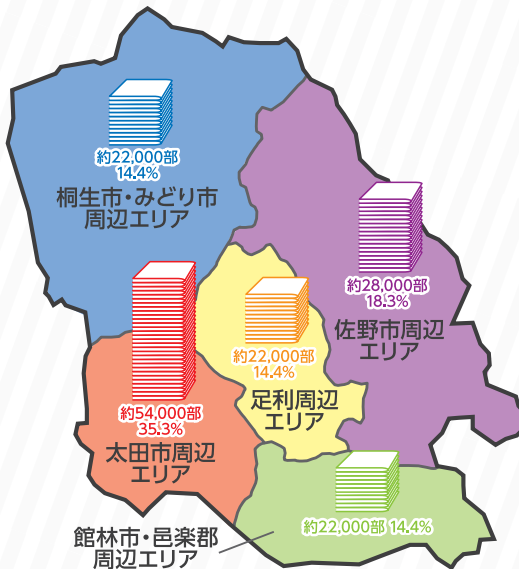 約22,000部
14.4%
桐生市・みどり市
周辺エリア
約28,000部
18.3%
佐野市周辺
エリア
約22,000部
14.4%
足利周辺
エリア
約54,000部
35.3%
太田市周辺
エリア
約22,000部 14.4%
館林市・邑楽郡
周辺エリア